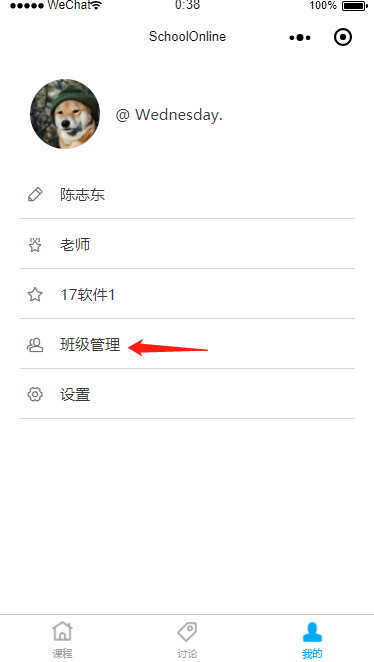 ●●●●● WeChat
0:38
100%
SchoolOnline
@ Wednesday.
陈志东
老师
17软件1
班级管理
设置
课程
讨论
我的